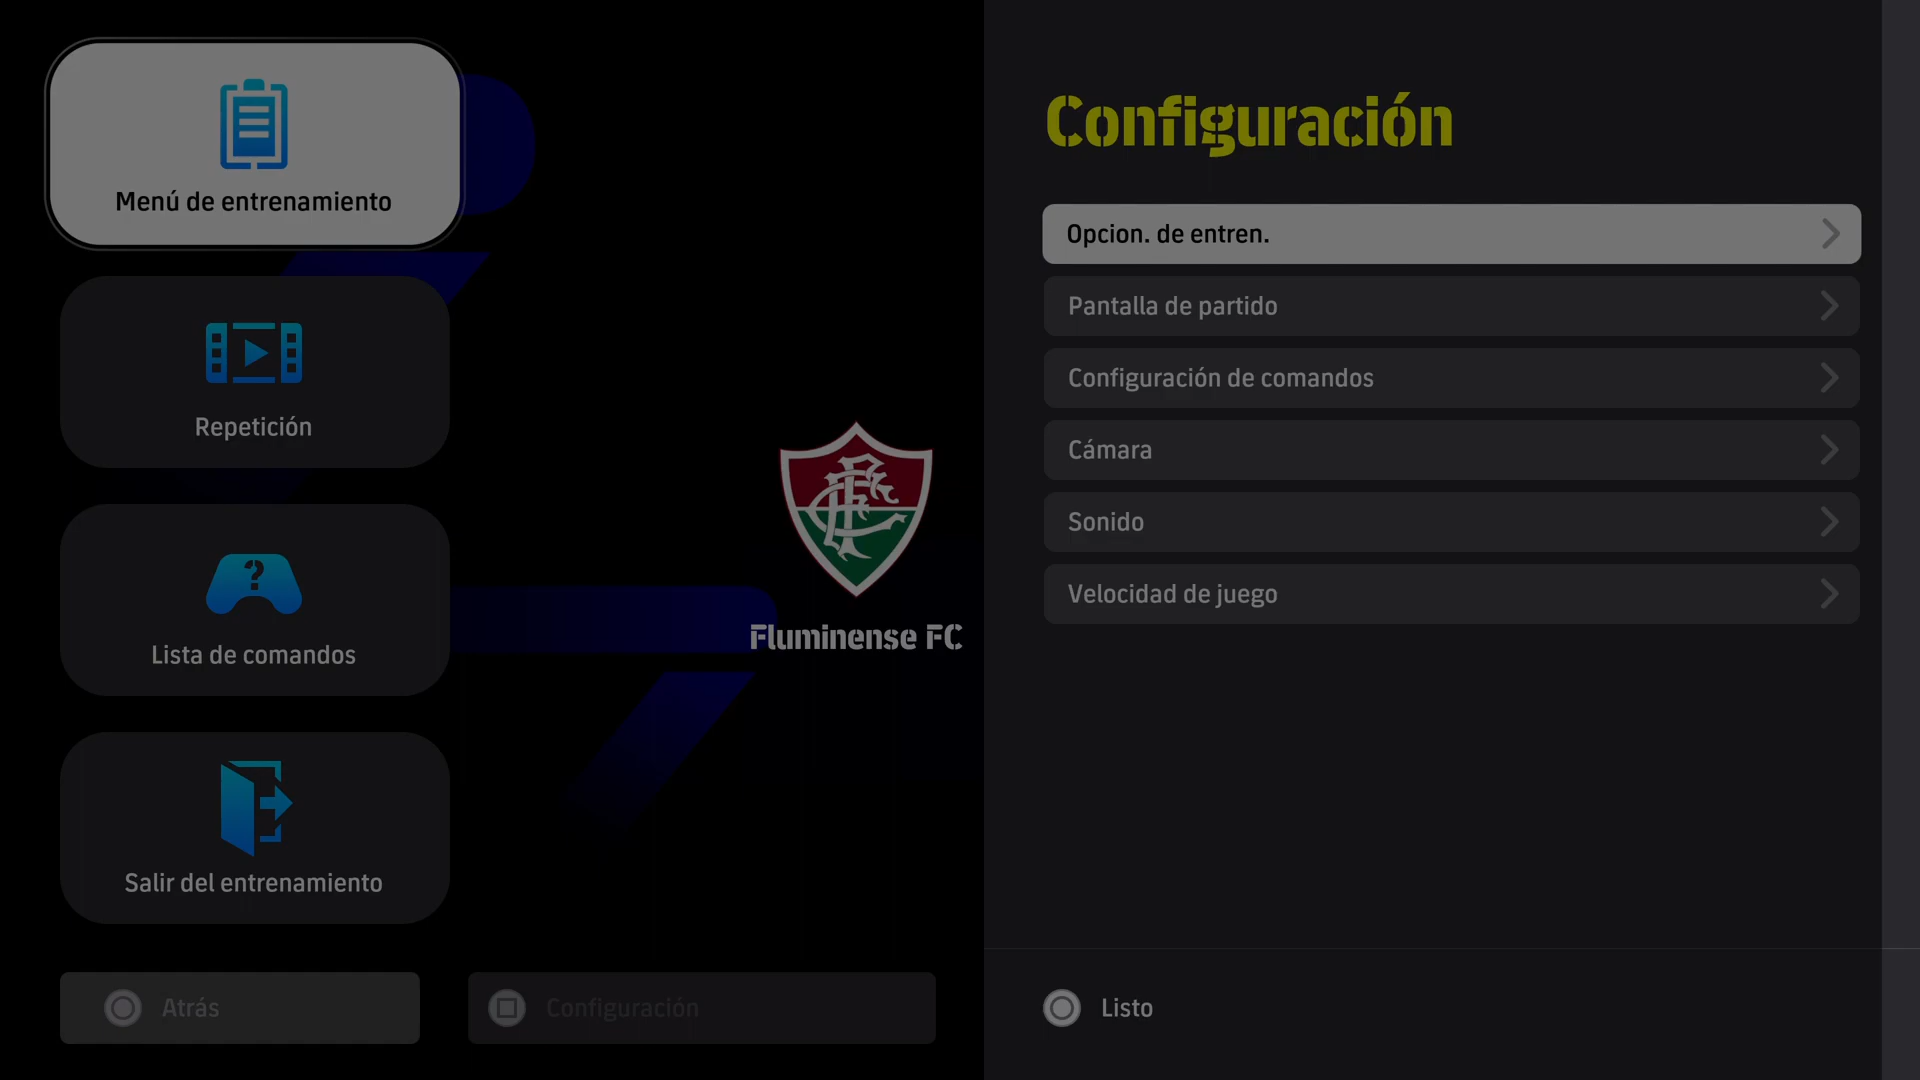 Menú de entrenamiento
Repetición
Lista de comandos
Salir del entrenamiento
Atrás
Configuración
Fluminense FC
Configuración
Opcion. de entren.
Pantalla de partido
Configuración de comandos
Cámara
Sonido
Velocidad de juego
Listo